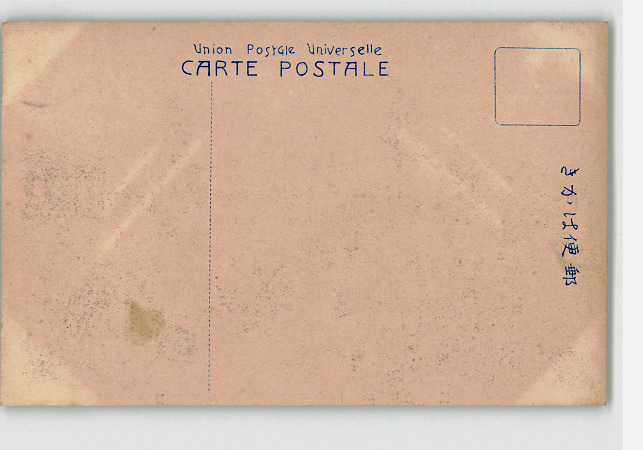 Union Postale Universelle
CARTE POSTALE
きかﾞは便郵